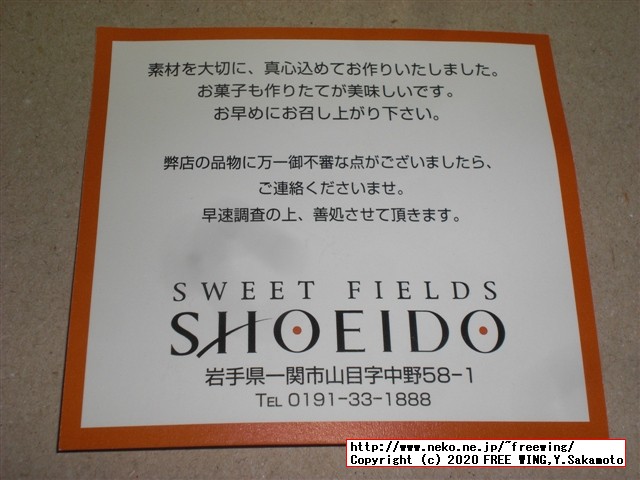 素材を大切に、真心込めてお作りいたしました。
お菓子も作りたてが美味しいです。
お早めにお召し上がり下さい。
弊店の品物に万一御不審な点がございましたら、
ご連絡くださいませ。
早速調査の上、善処させて頂きます。
SWEET FIELDS
SHOEIDO
岩手県一関市山目字中野58-1
TEL 0191-33-1888
http://www.neko.ne.jp/~freewing/
Copyright (c) 2020 FREE WING,Y.Sakamoto